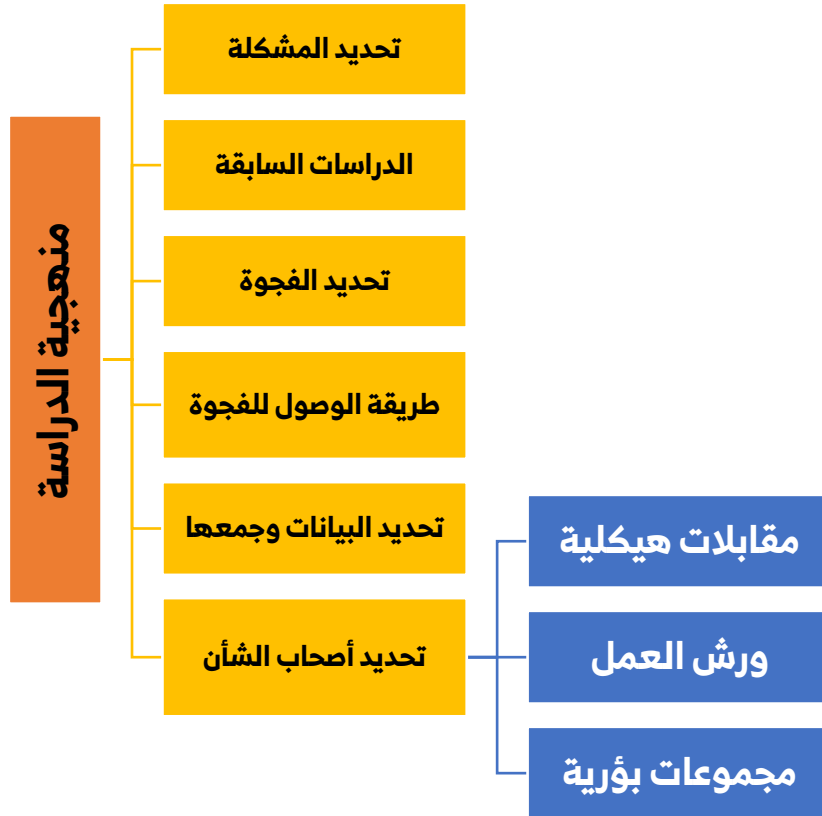 منهجية الدراسة
تحديد المشكلة
الدراسات السابقة
تحديد الفجوة
طريقة الوصول للفجوة
تحديد البيانات وجمعها
تحديد أصحاب الشأن
مقابلات هيكلية
ورش العمل
مجموعات بؤرية